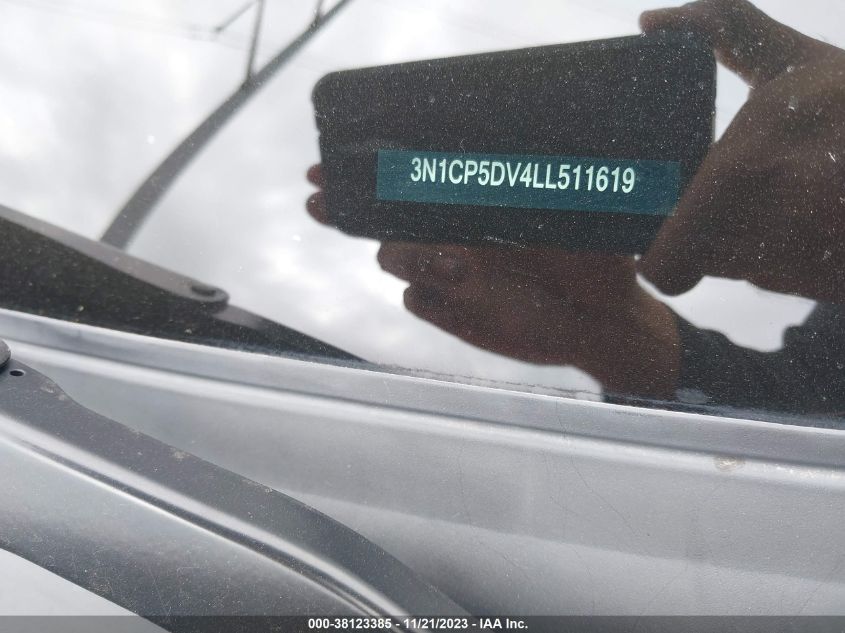 3N1CP5DV4LL511619
000-38123385 - 11/21/2023 - IAA Inc.